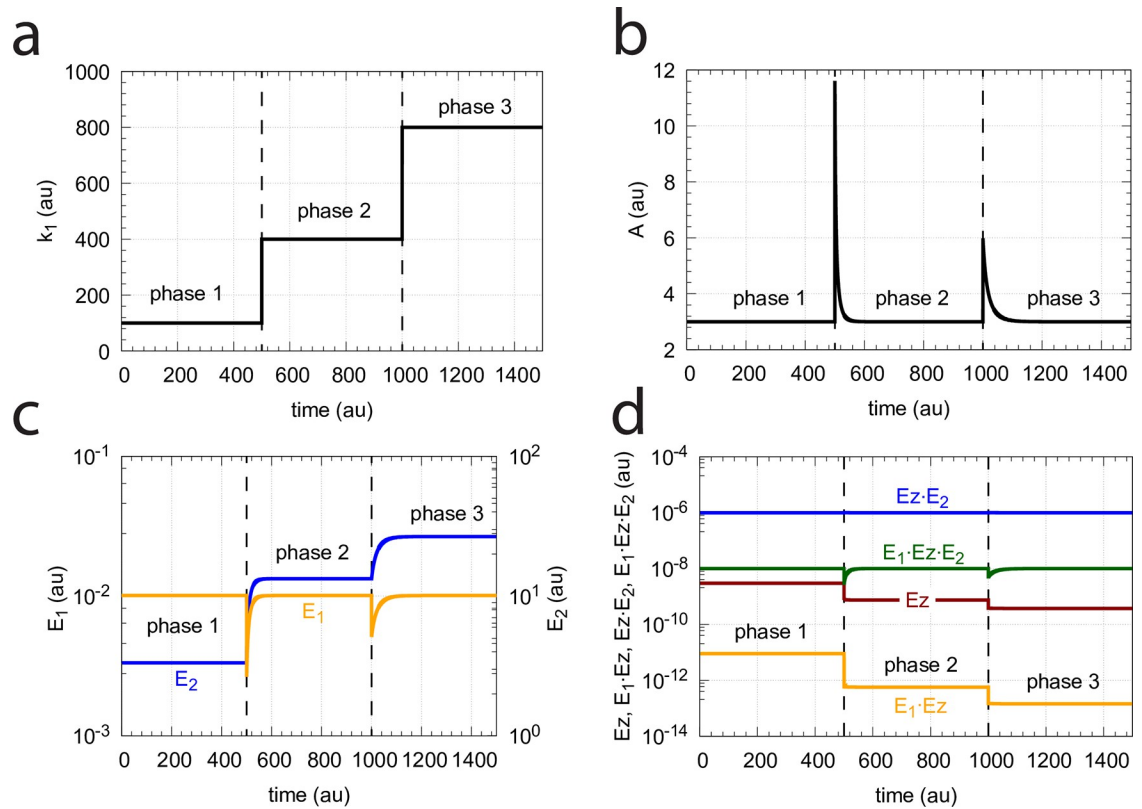 a
1000
800
600
400
200
0
k1 (au)
phase 1
phase 2
phase 3
0 200 400 600 800 1000 1200 1400
time (au)
b
12
10
8
6
4
2
A (au)
phase 1
phase 2
phase 3
0 200 400 600 800 1000 1200 1400
time (au)
c
10-1
10-2
10-3
E1 (au)
phase 1
phase 2
phase 3
E1
E2
102
101
100
E2 (au)
0 200 400 600 800 1000 1200 1400
time (au)
d
10-4
10-6
10-8
10-10
10-12
10-14
Ez, E1·Ez, Ez·E2, E1·Ez·E2 (au)
Ez·E2
E1·Ez·E2
Ez
phase 1
phase 2
phase 3
E1·Ez
0 200 400 600 800 1000 1200 1400
time (au)